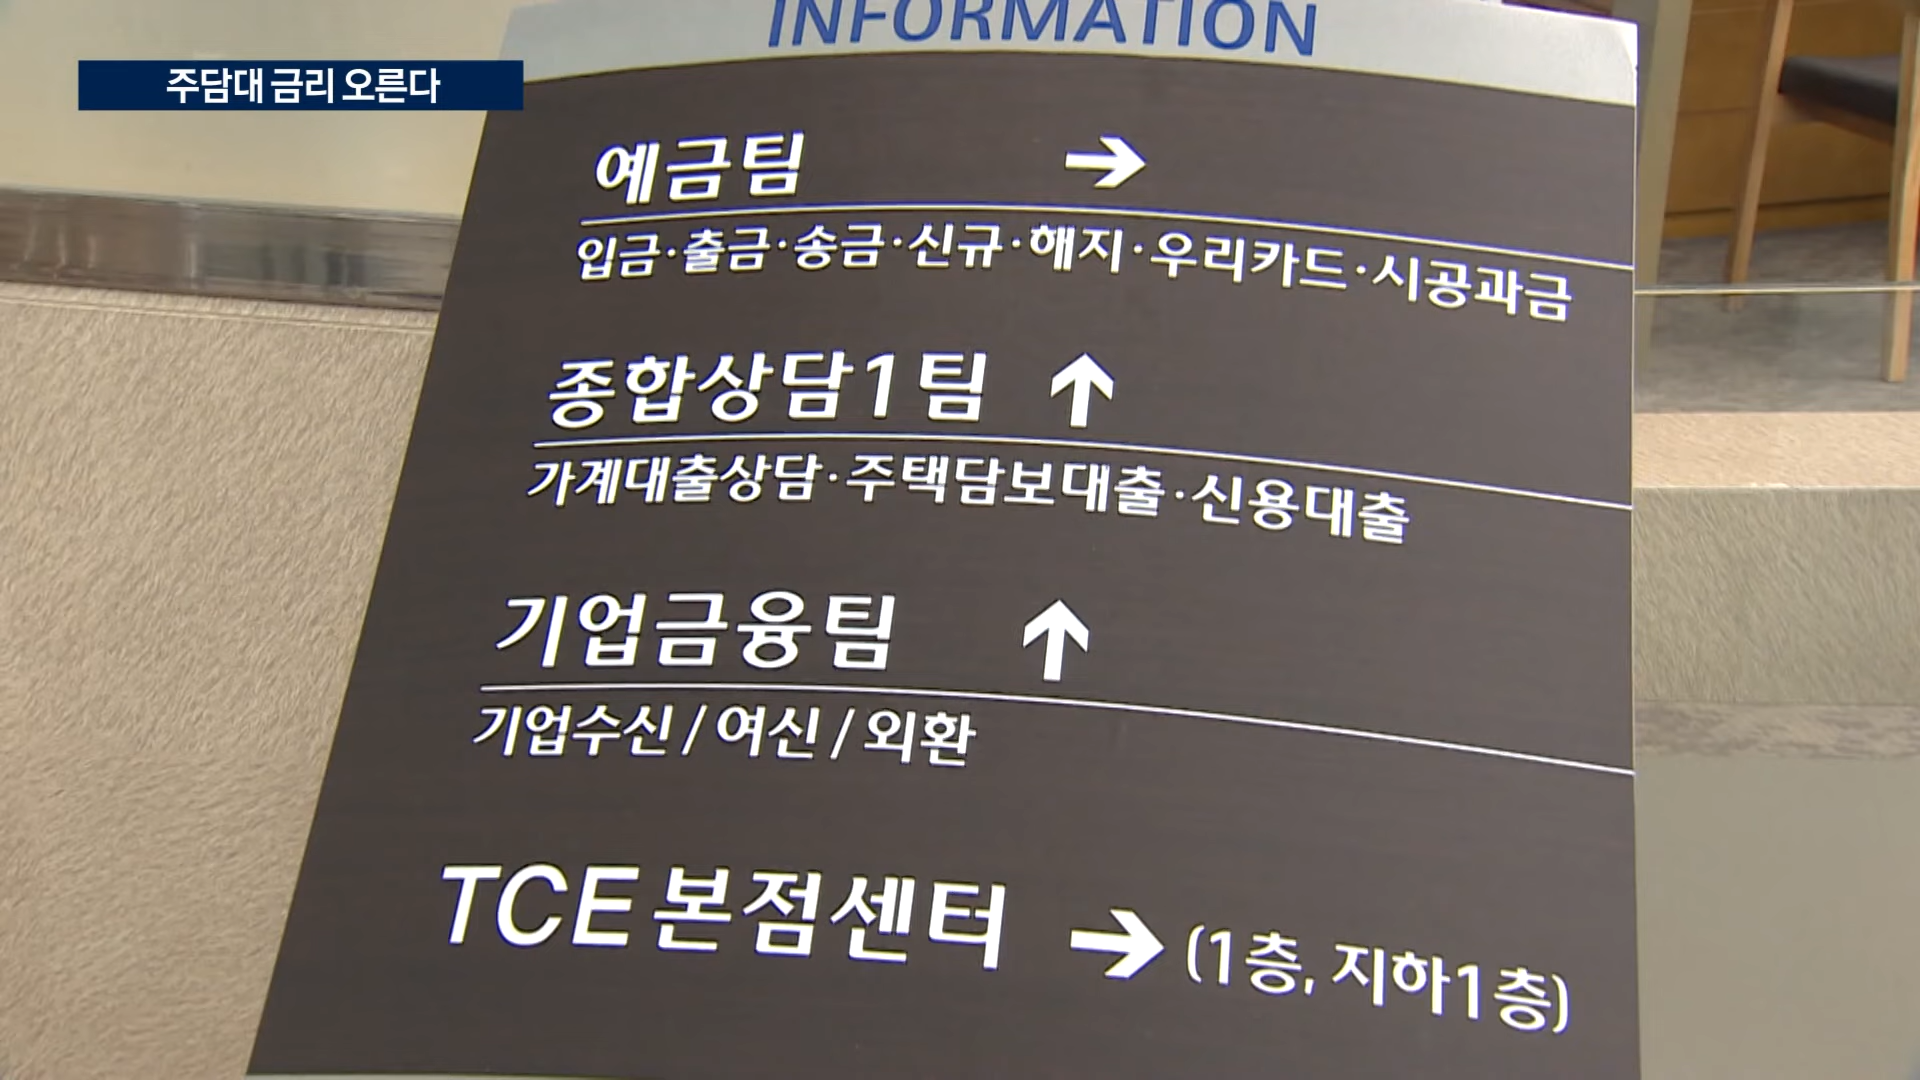 INFORMATION
주담대 금리 오른다
예금팀 →
입금·출금·송금·신규·해지·우리카드·시공과금
종합상담1팀 ↑
가계대출상담·주택담보대출·신용대출
기업금융팀 ↑
기업수신/여신/외환
TCE본점센터 → (1층, 지하1층)